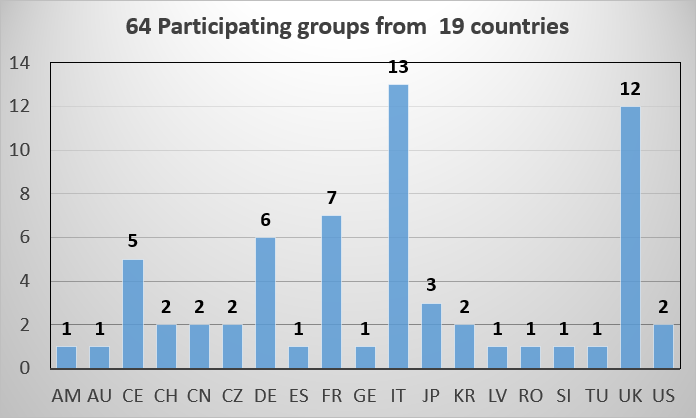 64 Participating groups from  19 countries
14
12
10
8
6
4
2
0
1 1 5 2 2 2 6 1 7 1 13 3 2 1 1 1 1 12 2
AM AU CE CH CN CZ DE ES FR GE IT JP KR LV RO SI TU UK US